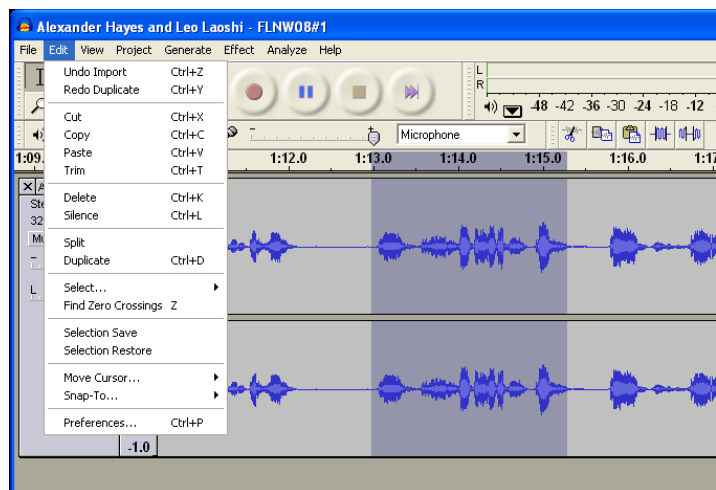 Alexander Hayes and Leo Laoshi - FLNW08#1
File Edit View Project Generate Effect Analyze Help
Undo Import Ctrl+Z
Redo Duplicate Ctrl+Y
Cut Ctrl+X
Copy Ctrl+C
Paste Ctrl+V
Trim Ctrl+T
Delete Ctrl+K
Silence Ctrl+L
Split
Duplicate Ctrl+D
Select...
Find Zero Crossings Z
Selection Save
Selection Restore
Move Cursor...
Snap-To...
Preferences... Ctrl+P
L
R
-48 -42 -36 -30 -24 -18 -12
Microphone
1:09. 1:12.0 1:13.0 1:14.0 1:15.0 1:16.0 1:17
Ste
32
Mu
-
L
-1.0